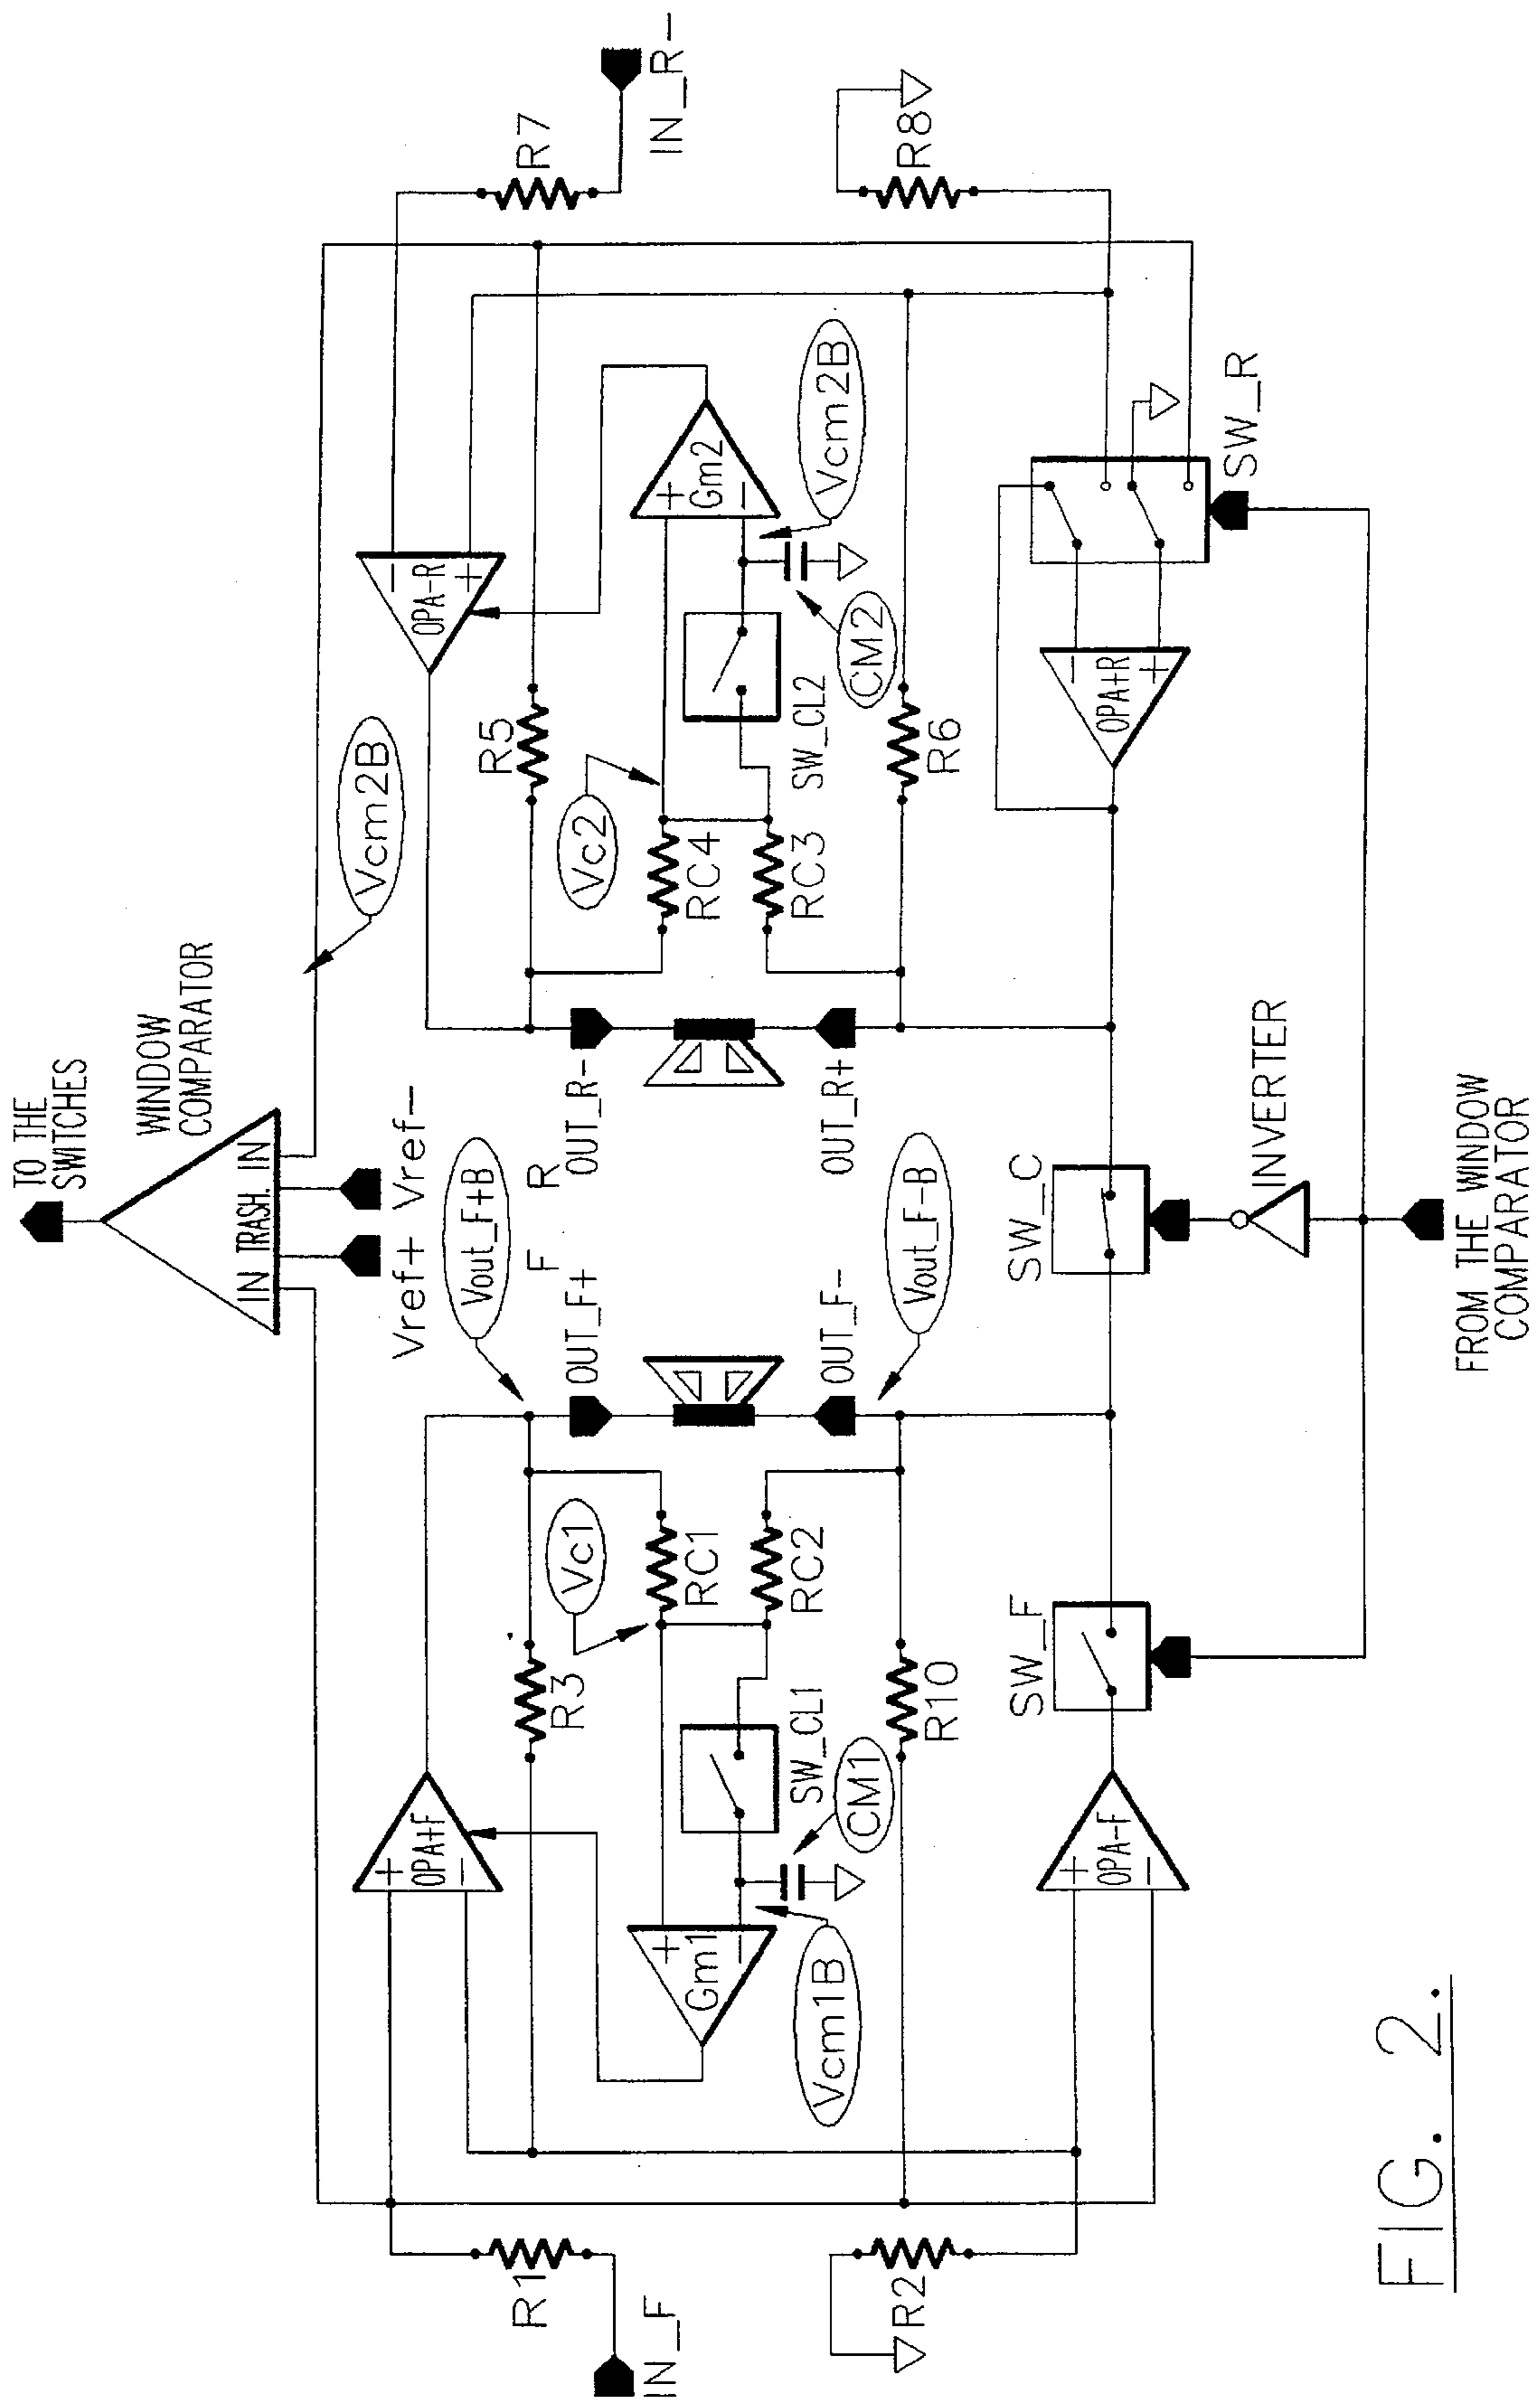 TO THE
SWITCHES
WINDOW
COMPARATOR
IN TRASH. IN
Vref+ Vref-
Vcm2B
Vout_F+B
F R
OUT_F+
OUT_R-
OUT_F-
OUT_R+
Vout_F-B
IN_F
R1
R2
OPA+F
+
-
R3
Vc1
RC1
RC2
Gm1
+
-
SW_CL1
CM1
Vcm1B
R10
OPA-F
+
-
SW_F
SW_C
INVERTER
FROM THE WINDOW
COMPARATOR
OPA-R
-
+
R5
Vc2
RC4
RC3
Gm2
+
-
SW_CL2
CM2
Vcm2B
R6
OPA+R
-
+
SW_R
R7
IN_R-
R8
FIG. 2.